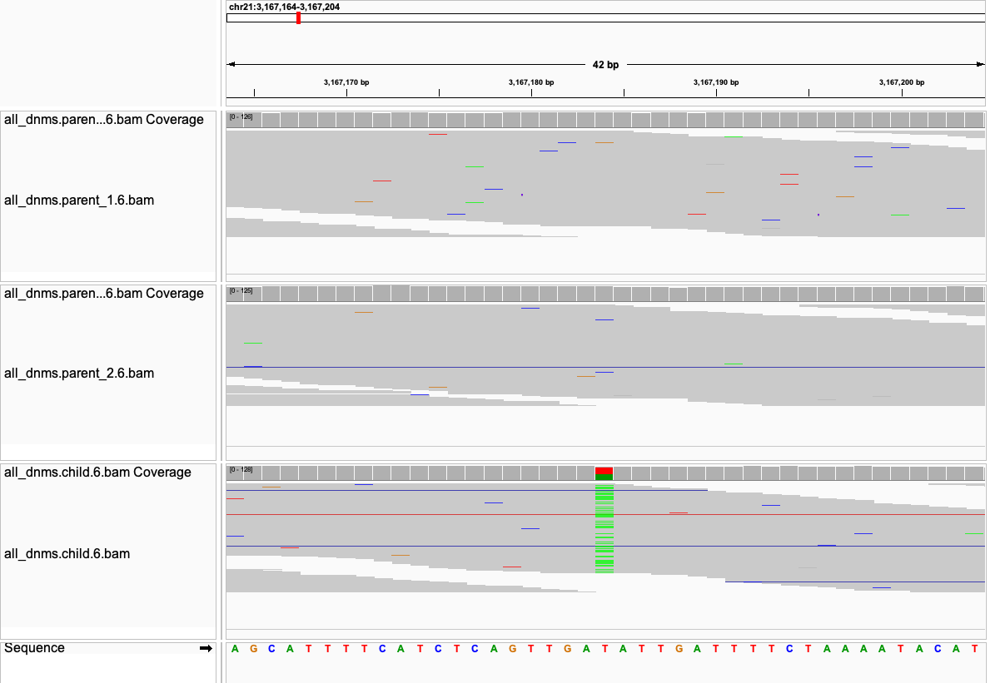 chr21:3,167,164-3,167,204
42 bp
3,167,170 bp 3,167,180 bp 3,167,190 bp 3,167,200 bp
all_dnms.paren...6.bam Coverage
[0 - 126]
all_dnms.parent_1.6.bam
all_dnms.paren...6.bam Coverage
[0 - 125]
all_dnms.parent_2.6.bam
all_dnms.child.6.bam Coverage
[0 - 128]
all_dnms.child.6.bam
Sequence A G C A T T T T C A T C T C A G T T G A T A T T G A T T T T C T A A A A T A C A T